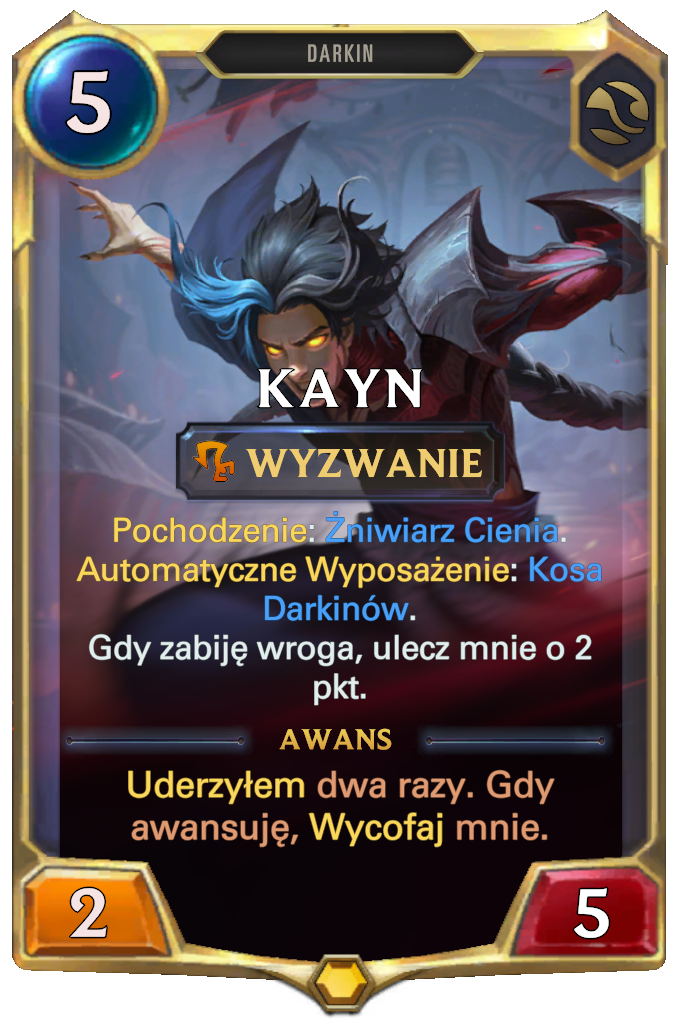 DARKIN
5
KAYN
WYZWANIE
Pochodzenie: Żniwiarz Cienia.
Automatyczne Wyposażenie: Kosa
Darkinów.
Gdy zabiję wroga, ulecz mnie o 2
pkt.
AWANS
Uderzyłem dwa razy. Gdy
awansuję, Wycofaj mnie.
2
5